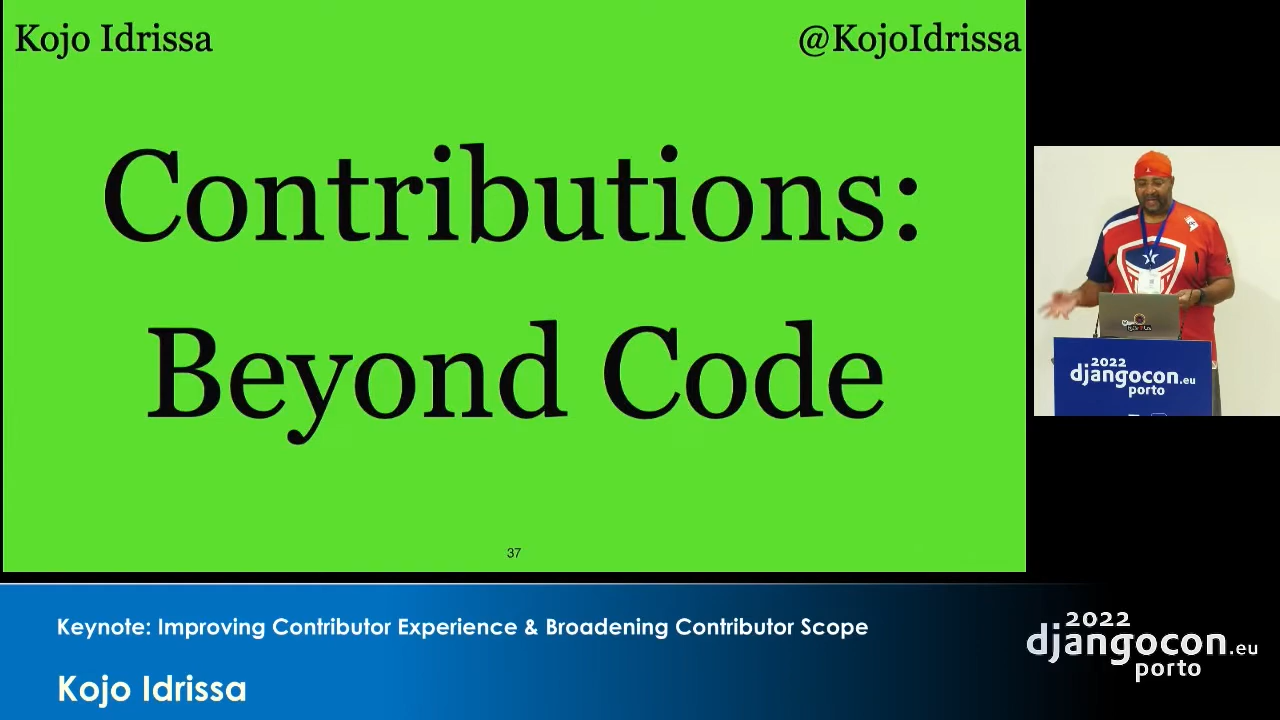 Kojo Idrissa
@KojoIdrissa
Contributions:
Beyond Code
37
2022
djangocon.eu
porto
Keynote: Improving Contributor Experience & Broadening Contributor Scope
Kojo Idrissa
2022
djangocon.eu
porto